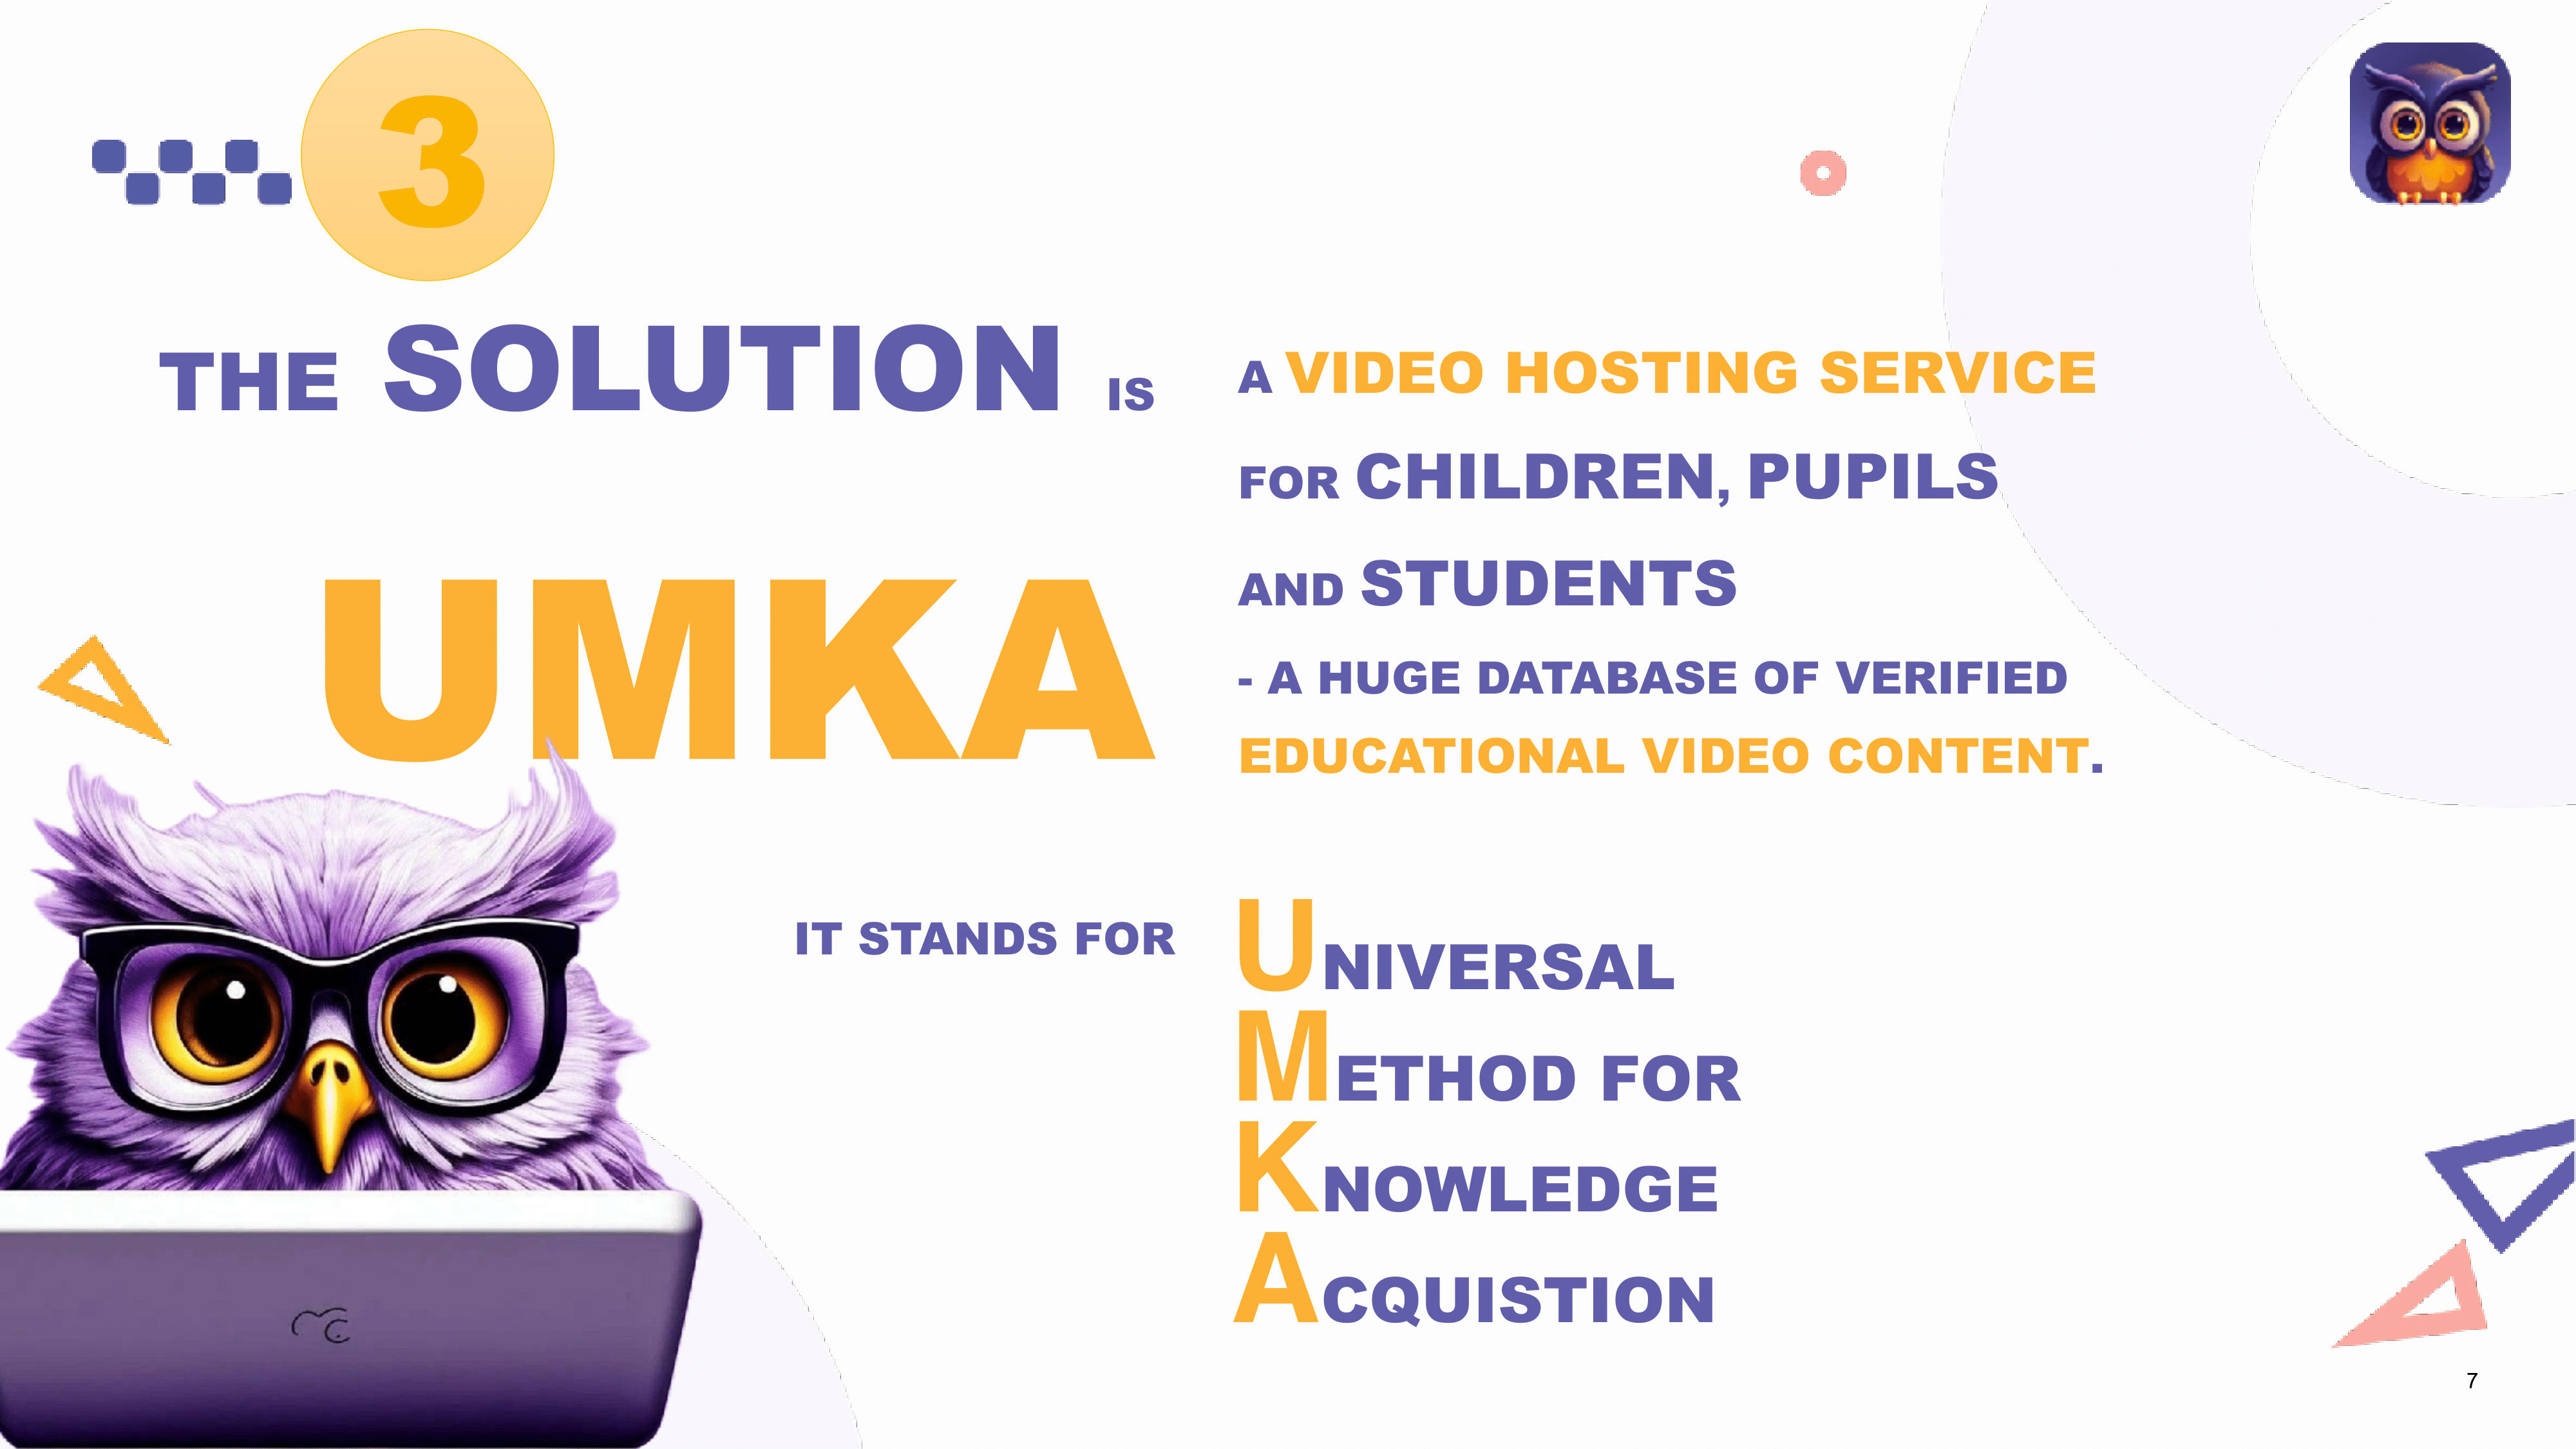 3
THE SOLUTION IS
UMKA
A VIDEO HOSTING SERVICE
FOR CHILDREN, PUPILS
AND STUDENTS
- A HUGE DATABASE OF VERIFIED
EDUCATIONAL VIDEO CONTENT.
IT STANDS FOR
UNIVERSAL
METHOD FOR
KNOWLEDGE
ACQUISTION
7